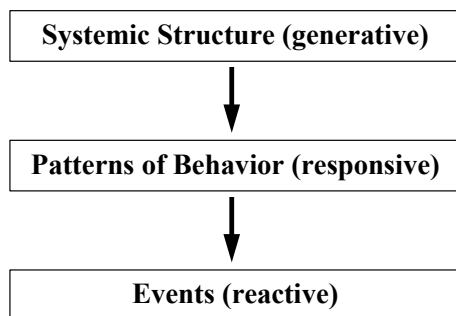 Systemic Structure (generative)
Patterns of Behavior (responsive)
Events (reactive)